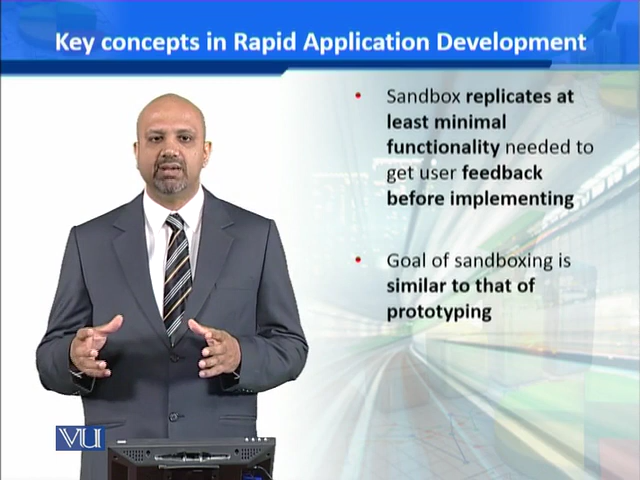 Key concepts in Rapid Application Development
• Sandbox replicates at
least minimal
functionality needed to
get user feedback
before implementing
• Goal of sandboxing is
similar to that of
prototyping
VU